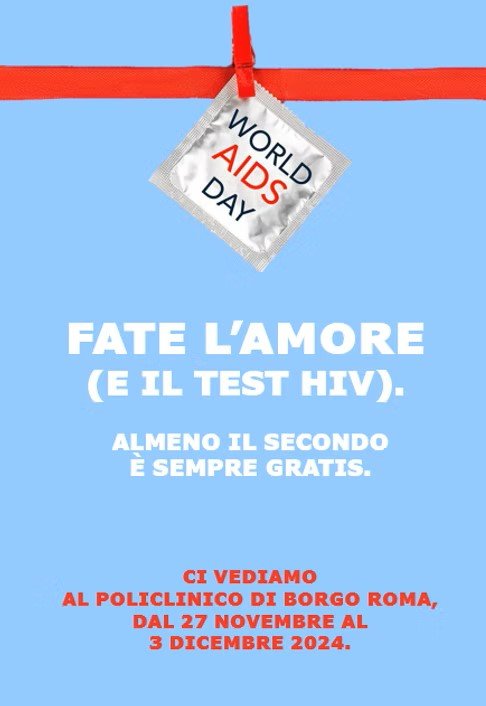 WORLD
AIDS
DAY
FATE L'AMORE
(E IL TEST HIV).
ALMENO IL SECONDO
È SEMPRE GRATIS.
CI VEDIAMO
AL POLICLINICO DI BORGO ROMA,
DAL 27 NOVEMBRE AL
3 DICEMBRE 2024.